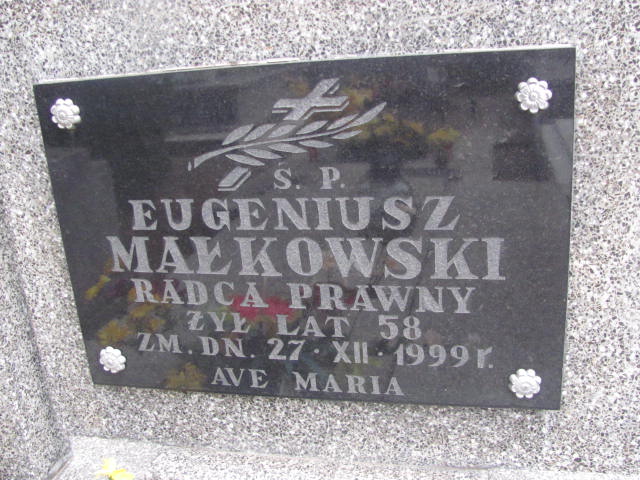 S. P.
EUGENIUSZ
MAŁKOWSKI
RADCA PRAWNY
ŻYŁ LAT 58
ZM. DN. 27 · XII · 1999 r.
AVE MARIA